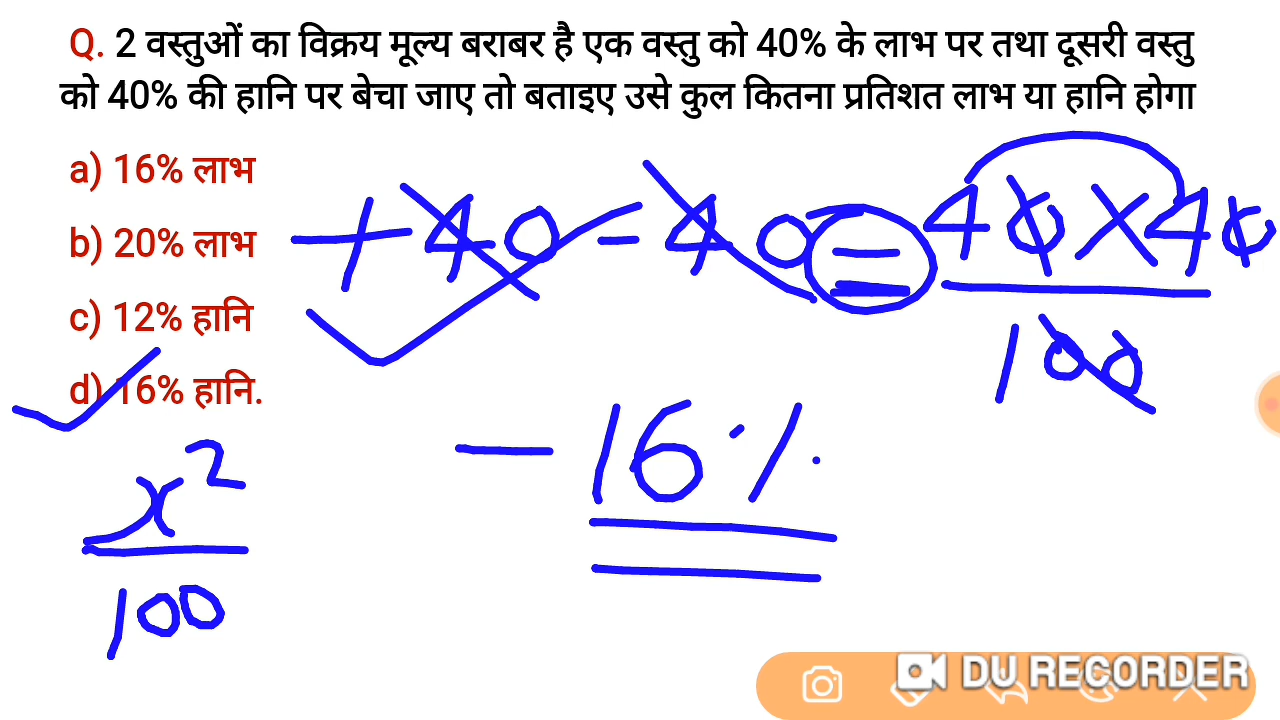 Q. 2 वस्तुओं का विक्रय मूल्य बराबर है एक वस्तु को 40% के लाभ पर तथा दूसरी वस्तु
को 40% की हानि पर बेचा जाए तो बताइए उसे कुल कितना प्रतिशत लाभ या हानि होगा
a) 16% लाभ
b) 20% लाभ
c) 12% हानि
d) 16% हानि.
+40 - 40 = 40 × 40
100
- 16%.
x²
100
DU RECORDER